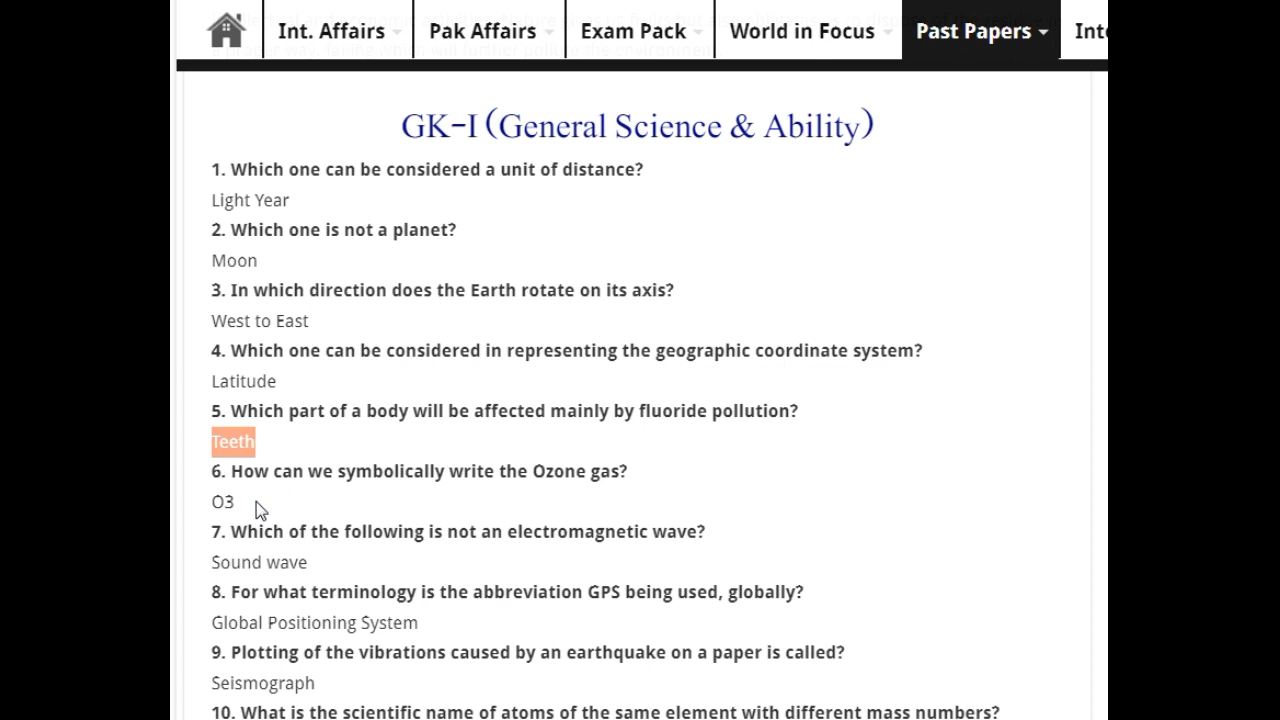 Int. Affairs Pak Affairs Exam Pack World in Focus Past Papers Int
GK-I (General Science & Ability)
1. Which one can be considered a unit of distance?
Light Year
2. Which one is not a planet?
Moon
3. In which direction does the Earth rotate on its axis?
West to East
4. Which one can be considered in representing the geographic coordinate system?
Latitude
5. Which part of a body will be affected mainly by fluoride pollution?
Teeth
6. How can we symbolically write the Ozone gas?
O3
7. Which of the following is not an electromagnetic wave?
Sound wave
8. For what terminology is the abbreviation GPS being used, globally?
Global Positioning System
9. Plotting of the vibrations caused by an earthquake on a paper is called?
Seismograph
10. What is the scientific name of atoms of the same element with different mass numbers?